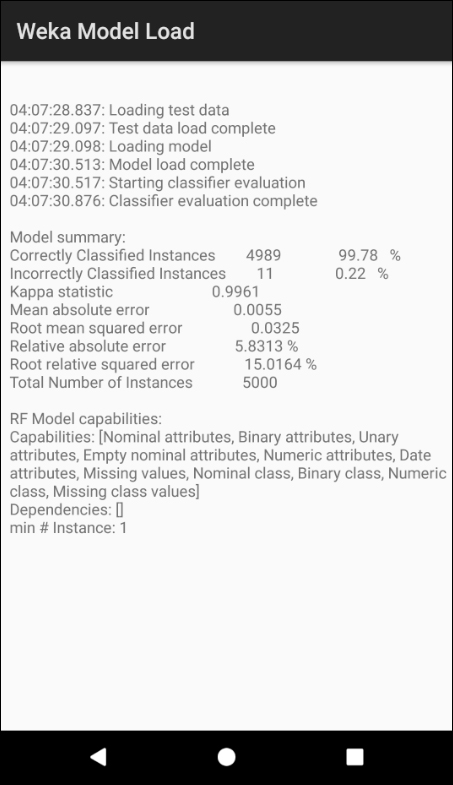 Weka Model Load
04:07:28.837: Loading test data
04:07:29.097: Test data load complete
04:07:29.098: Loading model
04:07:30.513: Model load complete
04:07:30.517: Starting classifier evaluation
04:07:30.876: Classifier evaluation complete
Model summary:
Correctly Classified Instances 4989 99.78 %
Incorrectly Classified Instances 11 0.22 %
Kappa statistic 0.9961
Mean absolute error 0.0055
Root mean squared error 0.0325
Relative absolute error 5.8313 %
Root relative squared error 15.0164 %
Total Number of Instances 5000
RF Model capabilities:
Capabilities: [Nominal attributes, Binary attributes, Unary
attributes, Empty nominal attributes, Numeric attributes, Date
attributes, Missing values, Nominal class, Binary class, Numeric
class, Missing class values]
Dependencies: []
min # Instance: 1